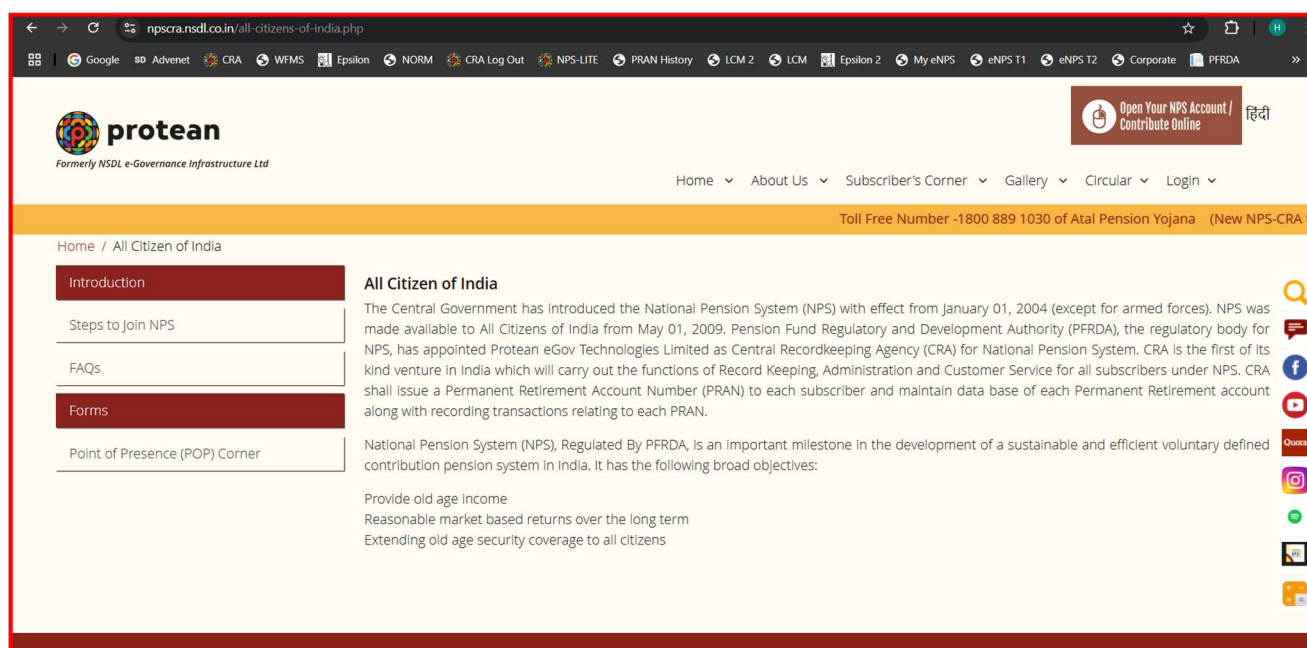 npscra.nsdl.co.in/all-citizens-of-india.php
H
Google SD Advenet CRA WFMS Epsilon NORM CRA Log Out NPS-LITE PRAN History LCM 2 LCM Epsilon 2 My eNPS eNPS T1 eNPS T2 Corporate PFRDA »
Open Your NPS Account /
Contribute Online
हिंदी
protean
Formerly NSDL e-Governance Infrastructure Ltd
Home About Us Subscriber's Corner Gallery Circular Login
Toll Free Number -1800 889 1030 of Atal Pension Yojana (New NPS-CRA
Home / All Citizen of India
Introduction
Steps to Join NPS
FAQs
Forms
Point of Presence (POP) Corner
All Citizen of India
The Central Government has introduced the National Pension System (NPS) with effect from January 01, 2004 (except for armed forces). NPS was
made available to All Citizens of India from May 01, 2009. Pension Fund Regulatory and Development Authority (PFRDA), the regulatory body for
NPS, has appointed Protean eGov Technologies Limited as Central Recordkeeping Agency (CRA) for National Pension System. CRA is the first of its
kind venture in India which will carry out the functions of Record Keeping, Administration and Customer Service for all subscribers under NPS. CRA
shall issue a Permanent Retirement Account Number (PRAN) to each subscriber and maintain data base of each Permanent Retirement account
along with recording transactions relating to each PRAN.
National Pension System (NPS), Regulated By PFRDA, is an important milestone in the development of a sustainable and efficient voluntary defined
contribution pension system in India. It has the following broad objectives:
Provide old age income
Reasonable market based returns over the long term
Extending old age security coverage to all citizens
Quora